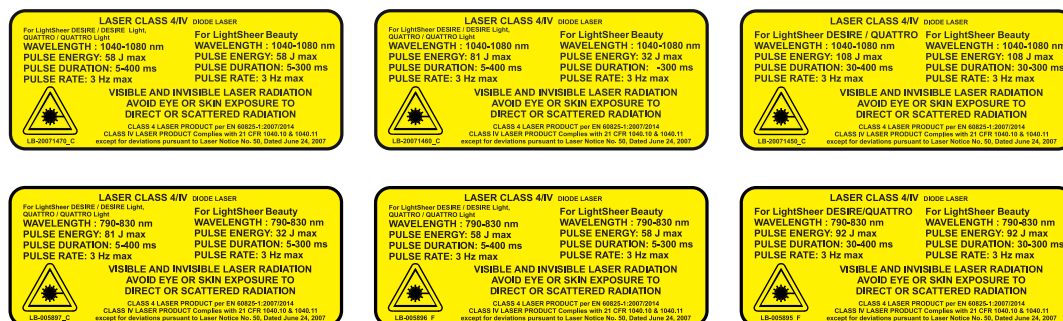 LASER CLASS 4/IV DIODE LASER
For LightSheer DESIRE / DESIRE Light,
QUATTRO / QUATTRO Light
WAVELENGTH : 1040-1080 nm
PULSE ENERGY: 58 J max
PULSE DURATION: 5-400 ms
PULSE RATE: 3 Hz max
For LightSheer Beauty
WAVELENGTH : 1040-1080 nm
PULSE ENERGY: 58 J max
PULSE DURATION: 5-300 ms
PULSE RATE: 3 Hz max
VISIBLE AND INVISIBLE LASER RADIATION
AVOID EYE OR SKIN EXPOSURE TO
DIRECT OR SCATTERED RADIATION
CLASS 4 LASER PRODUCT per EN 60825-1:2007/2014
CLASS IV LASER PRODUCT Complies with 21 CFR 1040.10 & 1040.11
except for deviations pursuant to Laser Notice No. 50, Dated June 24, 2007
LB-20071470_C
LASER CLASS 4/IV DIODE LASER
For LightSheer DESIRE / DESIRE Light,
QUATTRO / QUATTRO Light
WAVELENGTH : 1040-1080 nm
PULSE ENERGY: 81 J max
PULSE DURATION: 5-400 ms
PULSE RATE: 3 Hz max
For LightSheer Beauty
WAVELENGTH : 1040-1080 nm
PULSE ENERGY: 32 J max
PULSE DURATION: -300 ms
PULSE RATE: 3 Hz max
VISIBLE AND INVISIBLE LASER RADIATION
AVOID EYE OR SKIN EXPOSURE TO
DIRECT OR SCATTERED RADIATION
CLASS 4 LASER PRODUCT per EN 60825-1:2007/2014
CLASS IV LASER PRODUCT Complies with 21 CFR 1040.10 & 1040.11
except for deviations pursuant to Laser Notice No. 50, Dated June 24, 2007
LB-20071460_C
LASER CLASS 4/IV DIODE LASER
For LightSheer DESIRE / QUATTRO
WAVELENGTH : 1040-1080 nm
PULSE ENERGY: 108 J max
PULSE DURATION: 30-400 ms
PULSE RATE: 3 Hz max
For LightSheer Beauty
WAVELENGTH : 1040-1080 nm
PULSE ENERGY: 108 J max
PULSE DURATION: 30-300 ms
PULSE RATE: 3 Hz max
VISIBLE AND INVISIBLE LASER RADIATION
AVOID EYE OR SKIN EXPOSURE TO
DIRECT OR SCATTERED RADIATION
CLASS 4 LASER PRODUCT per EN 60825-1:2007/2014
CLASS IV LASER PRODUCT Complies with 21 CFR 1040.10 & 1040.11
except for deviations pursuant to Laser Notice No. 50, Dated June 24, 2007
LB-20071450_C
LASER CLASS 4/IV DIODE LASER
For LightSheer DESIRE / DESIRE Light,
QUATTRO / QUATTRO Light
WAVELENGTH : 790-830 nm
PULSE ENERGY: 81 J max
PULSE DURATION: 5-400 ms
PULSE RATE: 3 Hz max
For LightSheer Beauty
WAVELENGTH : 790-830 nm
PULSE ENERGY: 32 J max
PULSE DURATION: 5-300 ms
PULSE RATE: 3 Hz max
VISIBLE AND INVISIBLE LASER RADIATION
AVOID EYE OR SKIN EXPOSURE TO
DIRECT OR SCATTERED RADIATION
CLASS 4 LASER PRODUCT per EN 60825-1:2007/2014
CLASS IV LASER PRODUCT Complies with 21 CFR 1040.10 & 1040.11
except for deviations pursuant to Laser Notice No. 50, Dated June 24, 2007
LB-005897_C
LASER CLASS 4/IV DIODE LASER
For LightSheer DESIRE / DESIRE Light,
QUATTRO / QUATTRO Light
WAVELENGTH : 790-830 nm
PULSE ENERGY: 58 J max
PULSE DURATION: 5-400 ms
PULSE RATE: 3 Hz max
For LightSheer Beauty
WAVELENGTH : 790-830 nm
PULSE ENERGY: 58 J max
PULSE DURATION: 5-300 ms
PULSE RATE: 3 Hz max
VISIBLE AND INVISIBLE LASER RADIATION
AVOID EYE OR SKIN EXPOSURE TO
DIRECT OR SCATTERED RADIATION
CLASS 4 LASER PRODUCT per EN 60825-1:2007/2014
CLASS IV LASER PRODUCT Complies with 21 CFR 1040.10 & 1040.11
except for deviations pursuant to Laser Notice No. 50, Dated June 24, 2007
LB-005896_F
LASER CLASS 4/IV DIODE LASER
For LightSheer DESIRE/QUATTRO
WAVELENGTH : 790-830 nm
PULSE ENERGY: 92 J max
PULSE DURATION: 30-400 ms
PULSE RATE: 3 Hz max
For LightSheer Beauty
WAVELENGTH : 790-830 nm
PULSE ENERGY: 92 J max
PULSE DURATION: 30-300 ms
PULSE RATE: 3 Hz max
VISIBLE AND INVISIBLE LASER RADIATION
AVOID EYE OR SKIN EXPOSURE TO
DIRECT OR SCATTERED RADIATION
CLASS 4 LASER PRODUCT per EN 60825-1:2007/2014
CLASS IV LASER PRODUCT Complies with 21 CFR 1040.10 & 1040.11
except for deviations pursuant to Laser Notice No. 50, Dated June 24, 2007
LB-005895_F